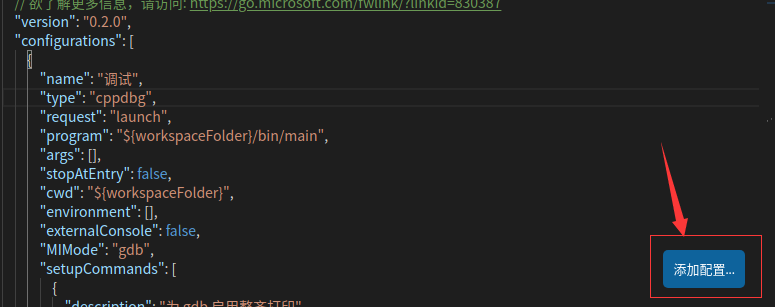 // 欲了解更多信息，请访问: https://go.microsoft.com/fwlink/?linkid=830387
"version": "0.2.0",
"configurations": [
{
"name": "调试",
"type": "cppdbg",
"request": "launch",
"program": "${workspaceFolder}/bin/main",
"args": [],
"stopAtEntry": false,
"cwd": "${workspaceFolder}",
"environment": [],
"externalConsole": false,
"MIMode": "gdb",
"setupCommands": [
{
"description": "为 gdb 启用整齐打印"
添加配置...